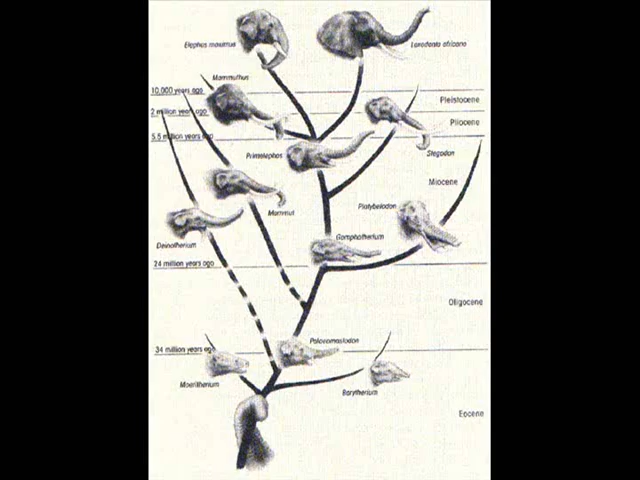 Elephas maximus
Loxodonta africana
Mammuthus
10,000 years ago
Pleistocene
2 million years ago
Pliocene
5.5 million years ago
Primelephas
Stegodon
Miocene
Mammut
Platybelodon
Deinotherium
Gomphotherium
24 million years ago
Oligocene
Palaeomastodon
34 million years ago
Moeritherium
Barytherium
Eocene